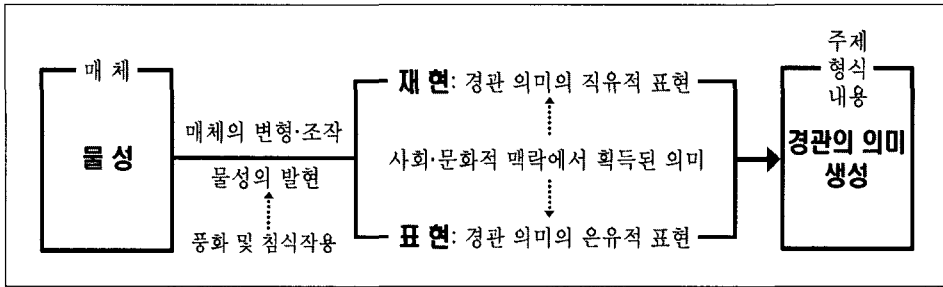 매 체
물 성
매체의 변형·조작
물성의 발현
풍화 및 침식작용
재 현: 경관 의미의 직유적 표현
사회·문화적 맥락에서 획득된 의미
표 현: 경관 의미의 은유적 표현
주제
형식
내용
경관의 의미
생성